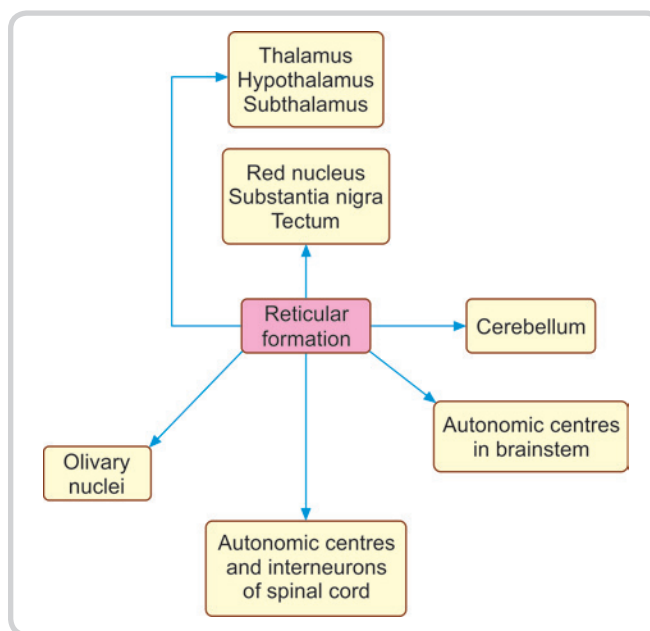 Thalamus
Hypothalamus
Subthalamus
Red nucleus
Substantia nigra
Tectum
Reticular
formation
Cerebellum
Autonomic centres
in brainstem
Olivary
nuclei
Autonomic centres
and interneurons
of spinal cord